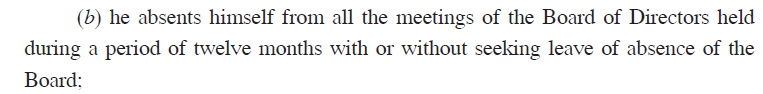 (b) he absents himself from all the meetings of the Board of Directors held
during a period of twelve months with or without seeking leave of absence of the
Board;